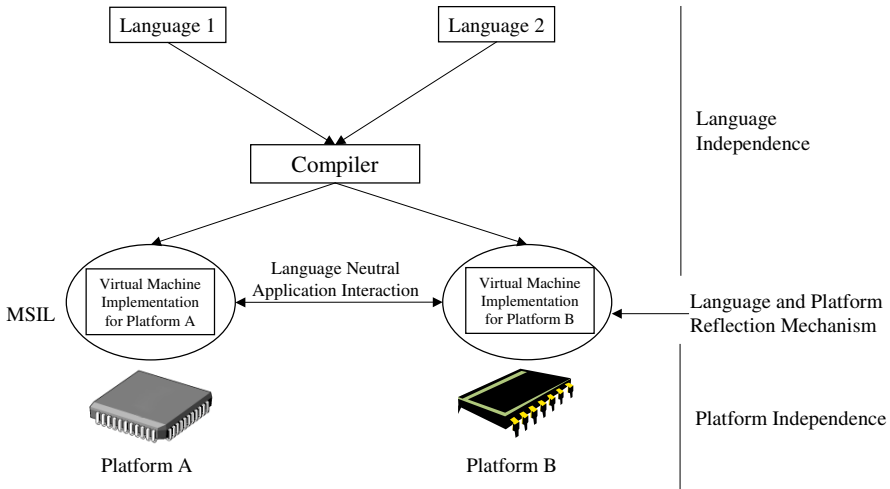 Language 1
Language 2
Language
Independence
Compiler
Language Neutral
Application Interaction
Virtual Machine
Implementation
for Platform A
Virtual Machine
Implementation
for Platform B
MSIL
Language and Platform
Reflection Mechanism
Platform Independence
Platform A
Platform B